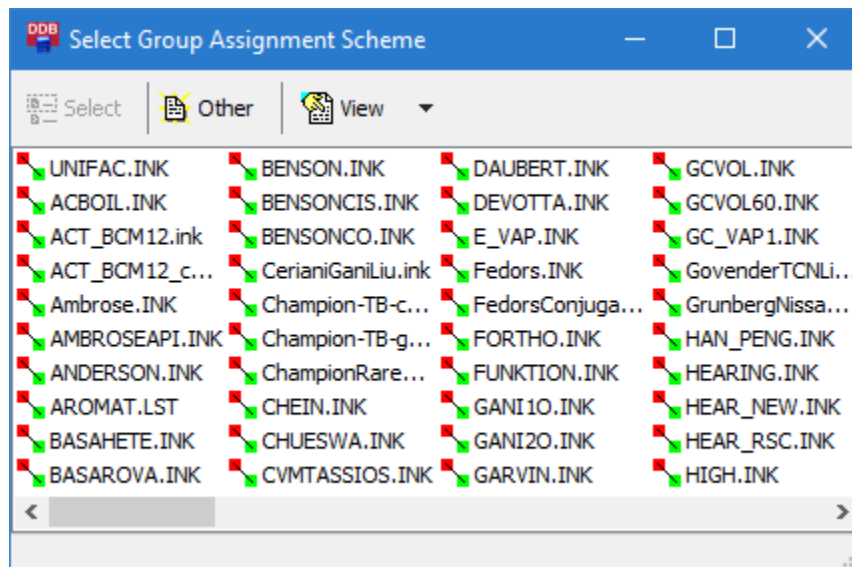 DDB Select Group Assignment Scheme
Select Other View
UNIFAC.INK BENSON.INK DAUBERT.INK GCVOL.INK
ACBOIL.INK BENSONCIS.INK DEVOTTA.INK GCVOL60.INK
ACT_BCM12.ink BENSONCO.INK E_VAP.INK GC_VAP1.INK
ACT_BCM12_c... CerianiGaniLiu.ink Fedors.INK GovenderTCNLi...
Ambrose.INK Champion-TB-c... FedorsConjuga... GrunbergNissa...
AMBROSEAPI.INK Champion-TB-g... FORTHO.INK HAN_PENG.INK
ANDERSON.INK ChampionRare... FUNKTION.INK HEARING.INK
AROMAT.LST CHEIN.INK GANI1O.INK HEAR_NEW.INK
BASAHETE.INK CHUESWA.INK GANI2O.INK HEAR_RSC.INK
BASAROVA.INK CVMTASSIOS.INK GARVIN.INK HIGH.INK